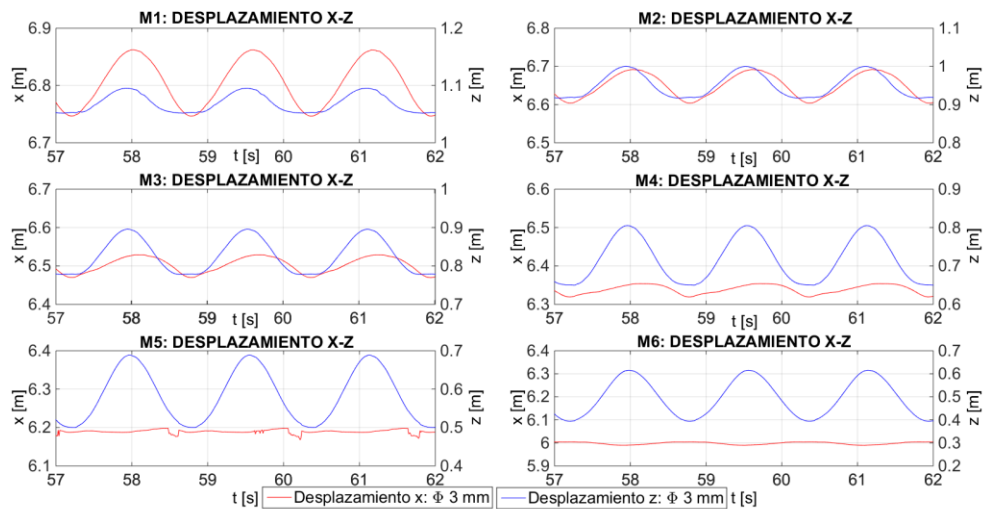 M1: DESPLAZAMIENTO X-Z
6.9
6.8
6.7
x [m]
1.2
1.1
1
z [m]
57 58 59 60 61 62
t [s]
M2: DESPLAZAMIENTO X-Z
6.8
6.7
6.6
6.5
x [m]
1.1
1
0.9
0.8
z [m]
57 58 59 60 61 62
t [s]
M3: DESPLAZAMIENTO X-Z
6.7
6.6
6.5
6.4
x [m]
1
0.9
0.8
0.7
z [m]
57 58 59 60 61 62
t [s]
M4: DESPLAZAMIENTO X-Z
6.6
6.5
6.4
6.3
x [m]
0.9
0.8
0.7
0.6
z [m]
57 58 59 60 61 62
t [s]
M5: DESPLAZAMIENTO X-Z
6.4
6.3
6.2
6.1
x [m]
0.7
0.6
0.5
0.4
z [m]
57 58 59 60 61 62
t [s]
M6: DESPLAZAMIENTO X-Z
6.4
6.3
6.2
6.1
6
5.9
x [m]
0.7
0.6
0.5
0.4
0.3
0.2
z [m]
57 58 59 60 61 62
t [s]
Desplazamiento x: Φ 3 mm
Desplazamiento z: Φ 3 mm